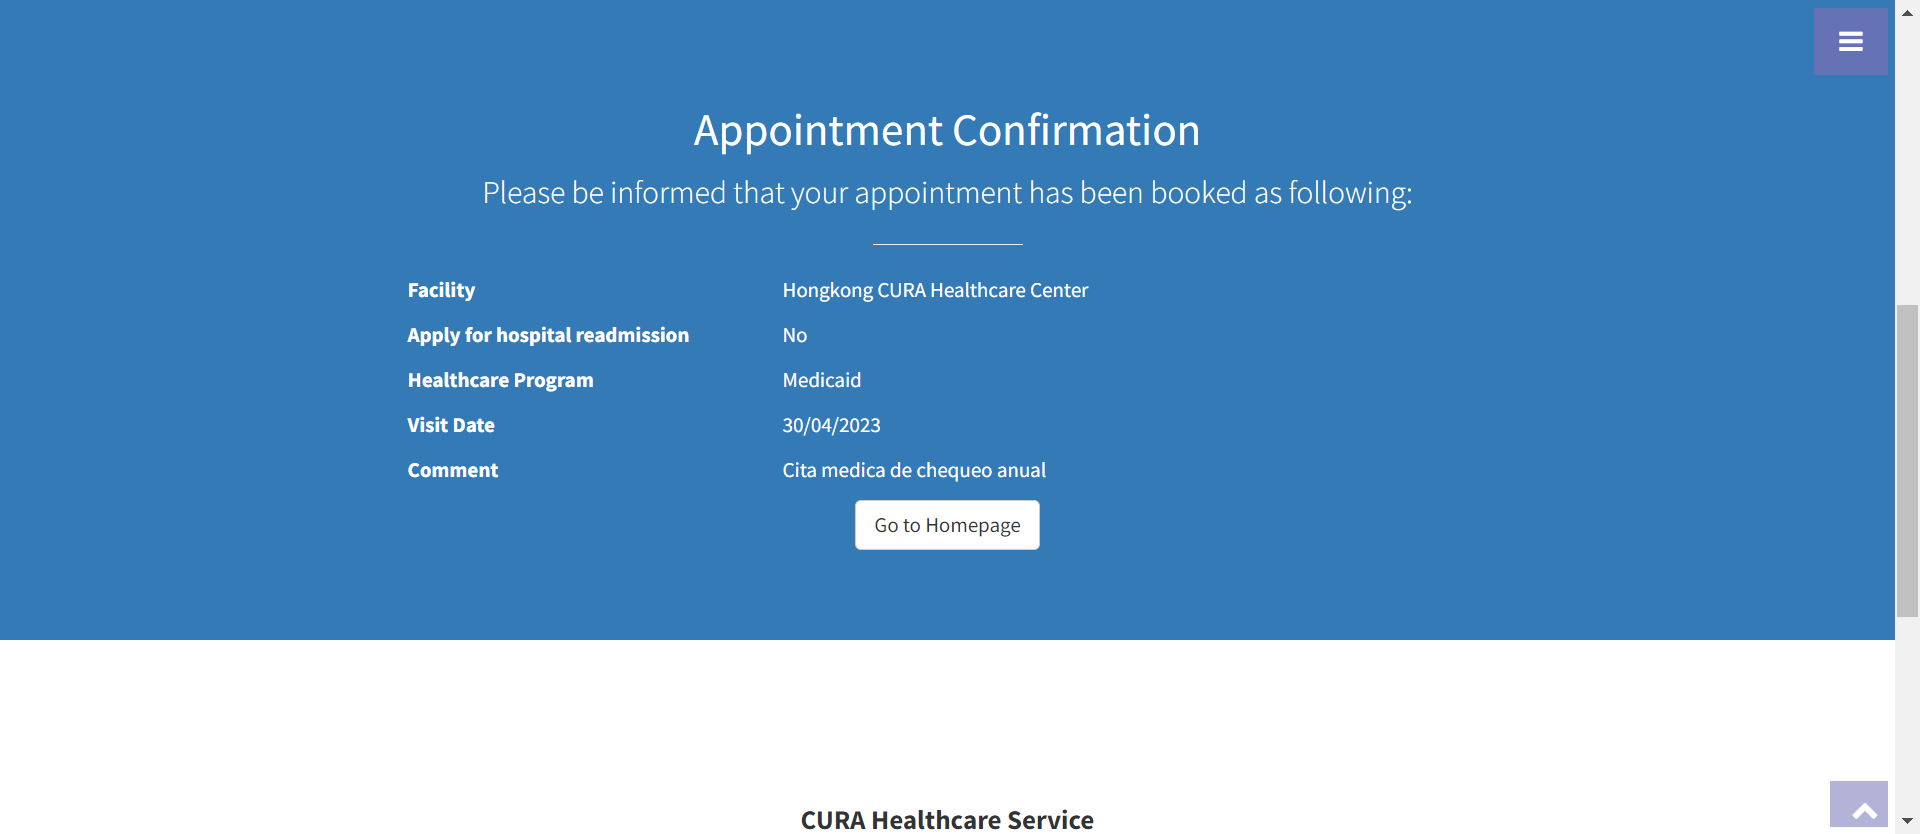 Appointment Confirmation
Please be informed that your appointment has been booked as following:
Facility Hongkong CURA Healthcare Center
Apply for hospital readmission No
Healthcare Program Medicaid
Visit Date 30/04/2023
Comment Cita medica de chequeo anual
Go to Homepage
CURA Healthcare Service